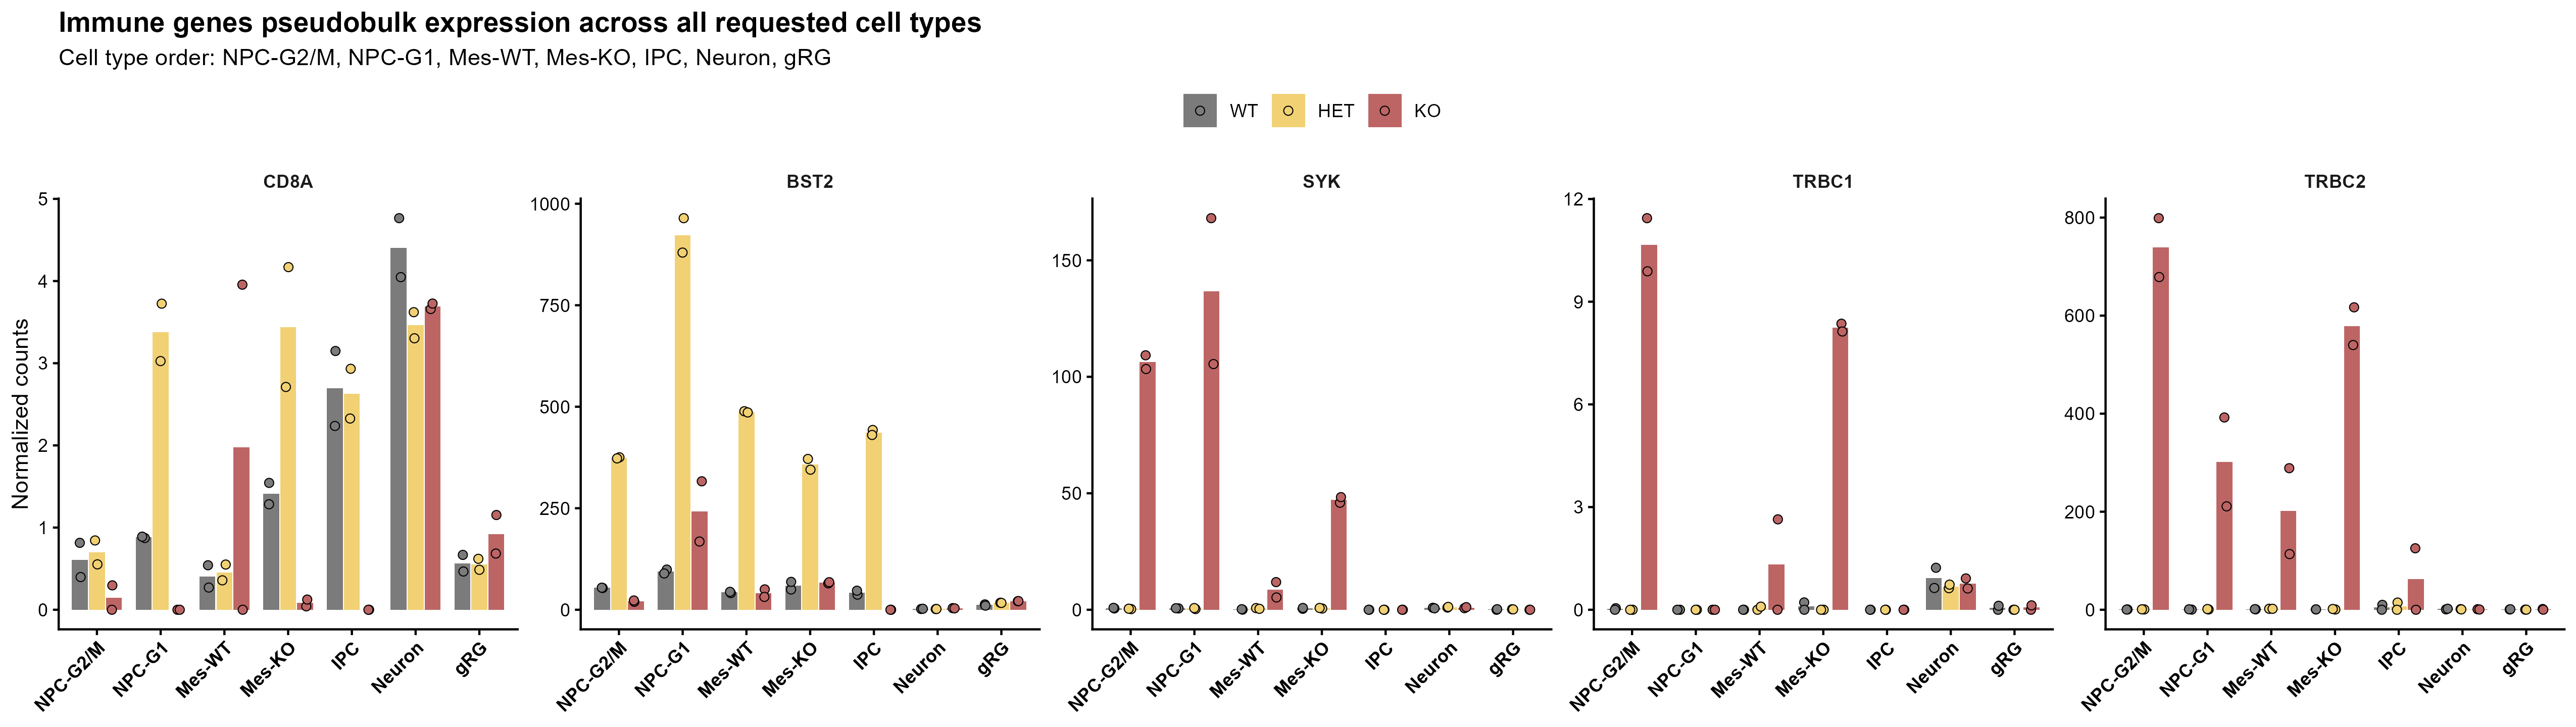 Immune genes pseudobulk expression across all requested cell types
Cell type order: NPC-G2/M, NPC-G1, Mes-WT, Mes-KO, IPC, Neuron, gRG
WT HET KO
CD8A BST2 SYK TRBC1 TRBC2
Normalized counts
5
4
3
2
1
0
NPC-G2/M NPC-G1 Mes-WT Mes-KO IPC Neuron gRG
1000
750
500
250
0
NPC-G2/M NPC-G1 Mes-WT Mes-KO IPC Neuron gRG
150
100
50
0
NPC-G2/M NPC-G1 Mes-WT Mes-KO IPC Neuron gRG
12
9
6
3
0
NPC-G2/M NPC-G1 Mes-WT Mes-KO IPC Neuron gRG
800
600
400
200
0
NPC-G2/M NPC-G1 Mes-WT Mes-KO IPC Neuron gRG